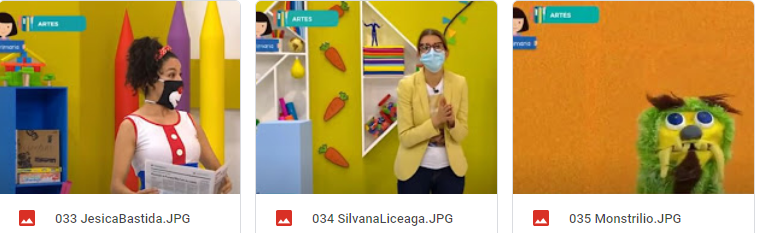 ARTES
ARTES
ARTES
033 JesicaBastida.JPG
034 SilvanaLiceaga.JPG
035 Monstrilio.JPG